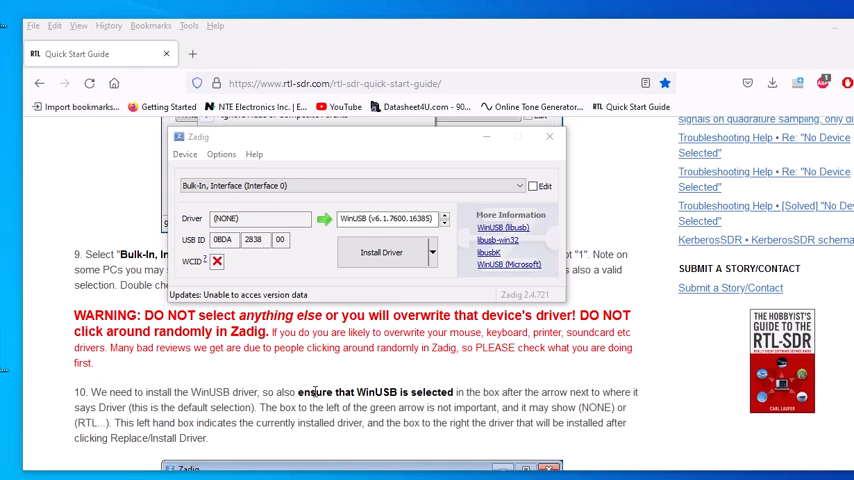 File Edit View History Bookmarks Tools Help
RTL Quick Start Guide
https://www.rtl-sdr.com/rtl-sdr-quick-start-guide/
Import bookmarks... Getting Started NTE Electronics Inc. | E... YouTube Datasheet4U.com - 90... Online Tone Generator... RTL Quick Start Guide
signals on quadrature sampling, only di
Troubleshooting Help • Re: "No Device
Selected"
Troubleshooting Help • Re: "No Device
Selected"
Troubleshooting Help • [Solved] "No Dev
Selected"
KerberosSDR • KerberosSDR schema
SUBMIT A STORY/CONTACT
Submit a Story/Contact
THE HOBBYIST'S
GUIDE TO THE
RTL-SDR
REALLY CHEAP SOFTWARE DEFINED RADIO
CARL LAUFER
Zadig
Device Options Help
Bulk-In, Interface (Interface 0)
Edit
Driver (NONE) WinUSB (v6.1.7600.16385)
USB ID 0BDA 2838 00
WCID ?
Install Driver
More Information
WinUSB (libusb)
libusb-win32
libusbK
WinUSB (Microsoft)
Updates: Unable to acces version data Zadig 2.4.721
9. Select "Bulk-In, In
pt "1". Note on
some PCs you may
s also a valid
selection. Double che
WARNING: DO NOT select anything else or you will overwrite that device's driver! DO NOT
click around randomly in Zadig. If you do you are likely to overwrite your mouse, keyboard, printer, soundcard etc
drivers. Many bad reviews we get are due to people clicking around randomly in Zadig, so PLEASE check what you are doing
first.
10. We need to install the WinUSB driver, so also ensure that WinUSB is selected in the box after the arrow next to where it
says Driver (this is the default selection). The box to the left of the green arrow is not important, and it may show (NONE) or
(RTL...). This left hand box indicates the currently installed driver, and the box to the right the driver that will be installed after
clicking Replace/Install Driver.
Zadig